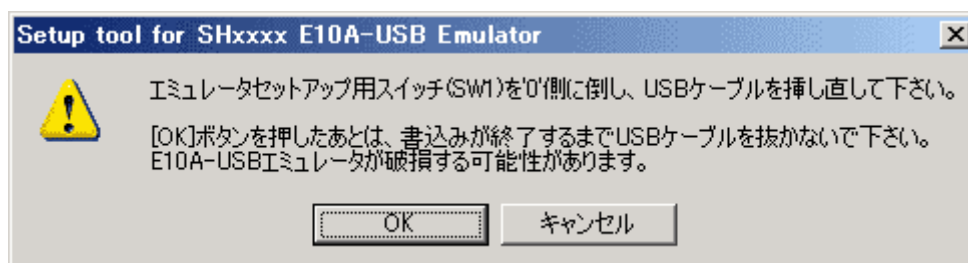 Setup tool for SHxxxx E10A-USB Emulator
エミュレータセットアップ用スイッチ(SW1)を'0'側に倒し、USBケーブルを挿し直して下さい。
[OK]ボタンを押したあとは、書込みが終了するまでUSBケーブルを抜かないで下さい。
E10A-USBエミュレータが破損する可能性があります。
OK
キャンセル